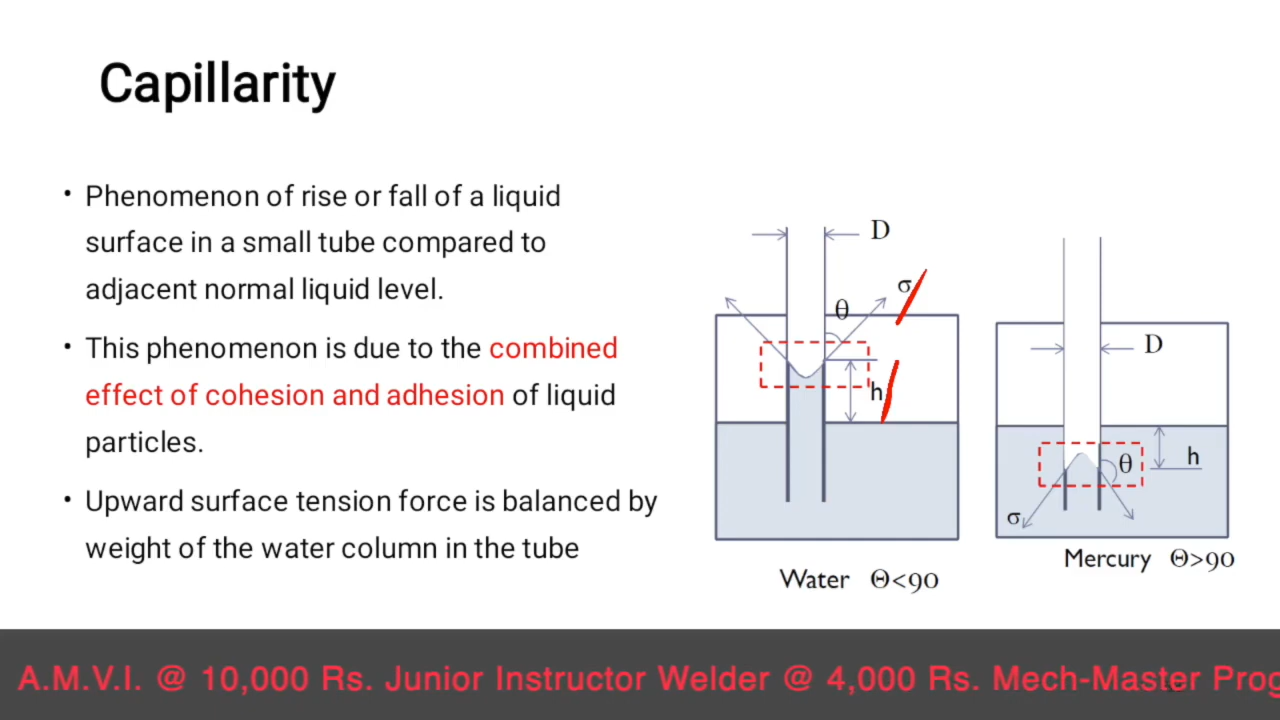 Capillarity
• Phenomenon of rise or fall of a liquid
surface in a small tube compared to
adjacent normal liquid level.
• This phenomenon is due to the combined
effect of cohesion and adhesion of liquid
particles.
• Upward surface tension force is balanced by
weight of the water column in the tube
D
σ
θ
h
Water Θ<90
D
h
θ
σ
Mercury Θ>90
A.M.V.I. @ 10,000 Rs. Junior Instructor Welder @ 4,000 Rs. Mech-Master Prog